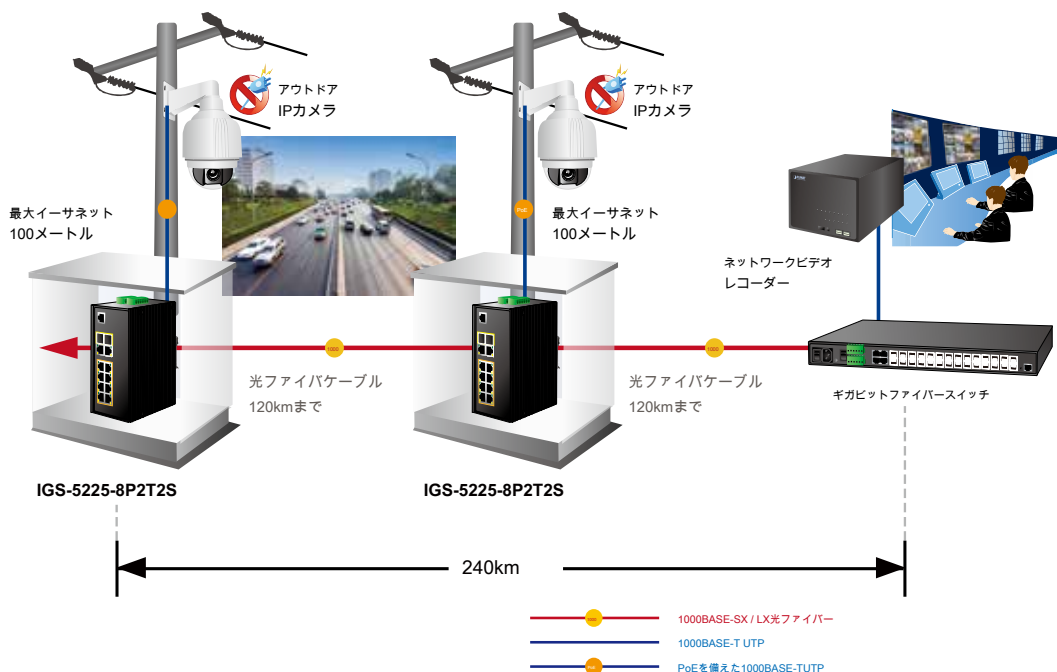 アウトドア
IPカメラ
アウトドア
IPカメラ
最大イーサネット
100メートル
PoE
最大イーサネット
100メートル
ネットワークビデオ
レコーダー
1000
1000
光ファイバケーブル
120kmまで
光ファイバケーブル
120kmまで
ギガビットファイバースイッチ
IGS-5225-8P2T2S
IGS-5225-8P2T2S
240km
1000
1000BASE-SX / LX光ファイバー
1000BASE-T UTP
PoE
PoEを備えた1000BASE-TUTP